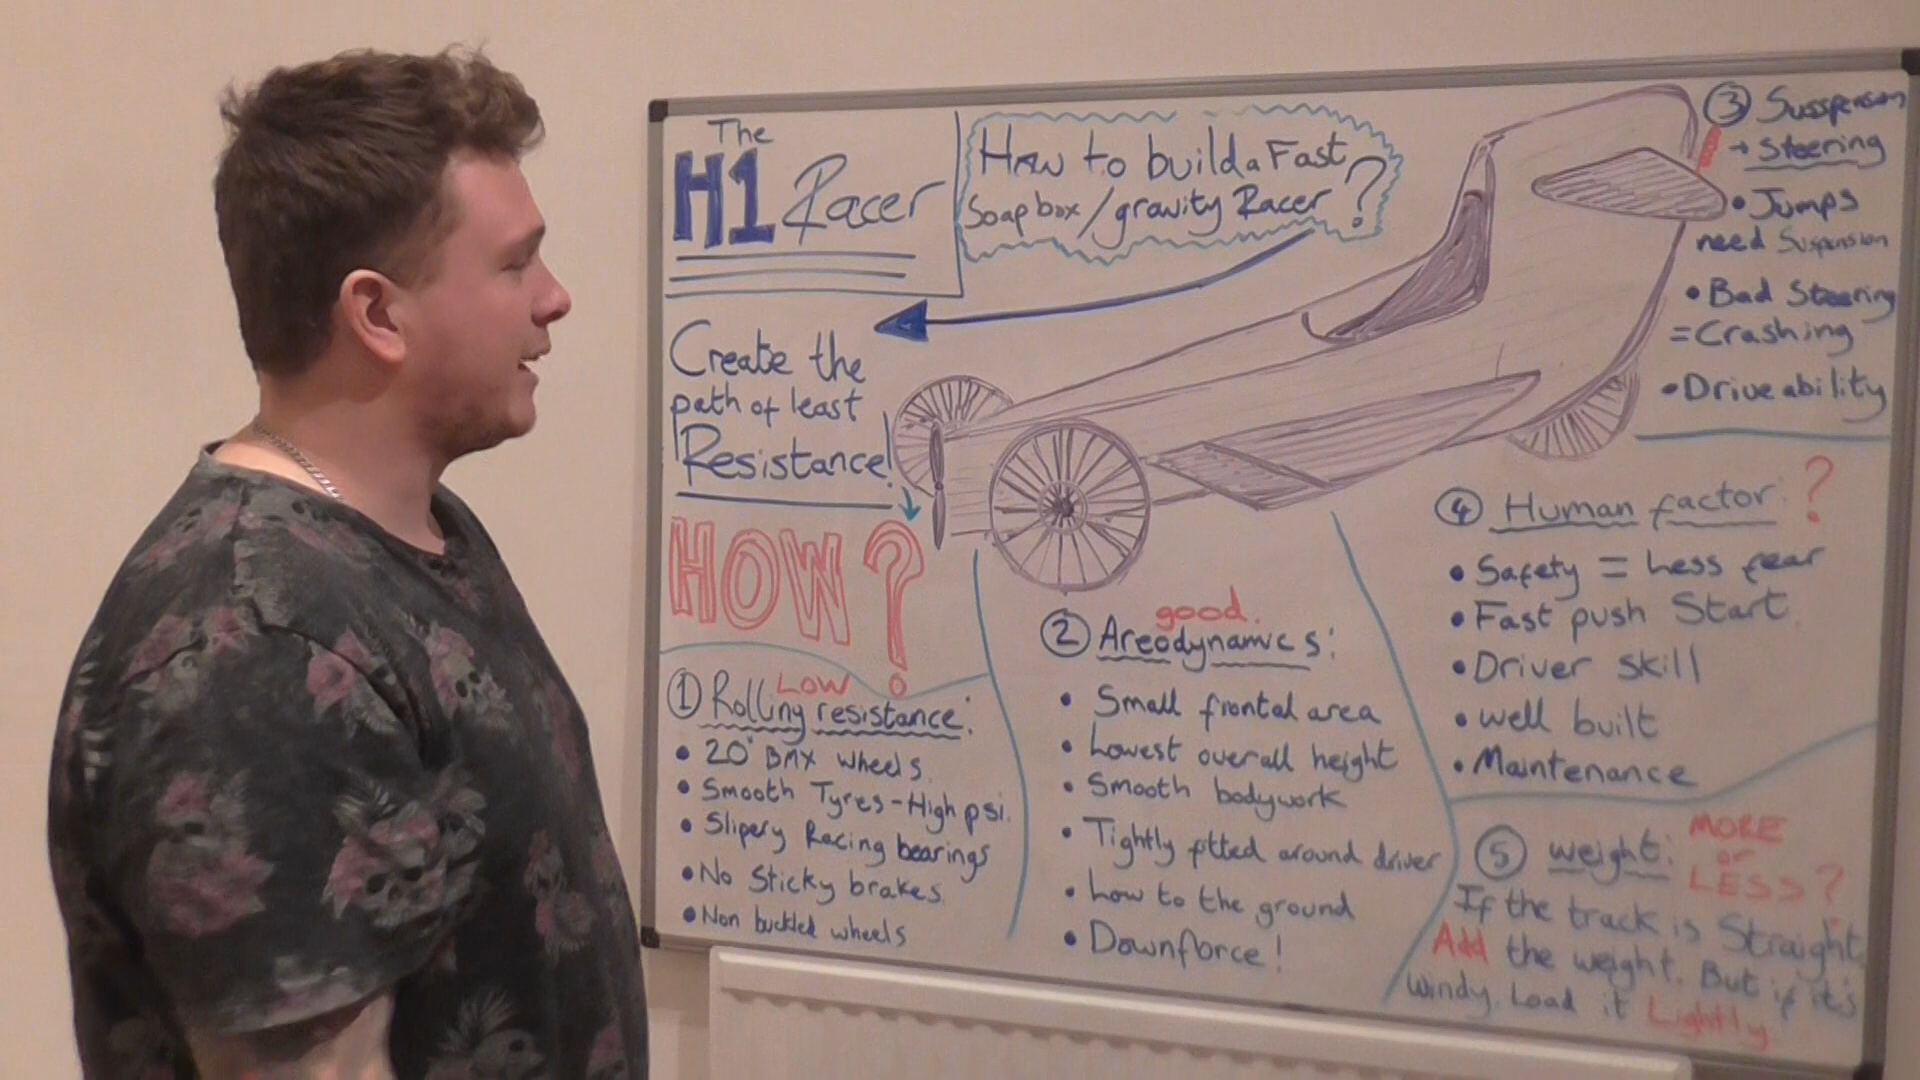 The
H1 Racer
How to build a Fast
Soapbox/gravity Racer?
Create the
path of least
Resistance!
HOW?
① LOW
Rolling resistance:
• 20" BMX wheels.
• Smooth Tyres - High psi.
• Slipery Racing bearings
• No Sticky brakes.
• Non buckled wheels
② good.
Areodynamics:
• Small frontal area
• Lowest overall height
• Smooth bodywork
• Tightly fitted around driver
• Low to the ground
• Downforce!
③ Susspension
+ Steering
• Jumps
need Suspension
• Bad Steering
= Crashing
• Driveability
④ Human factor ?
• Safety = Less fear
• Fast push Start.
• Driver skill
• well built
• Maintenance
⑤ weight: MORE
or
LESS?
If the track is Straight
Add the weight. But if it's
windy. Load it Lightly